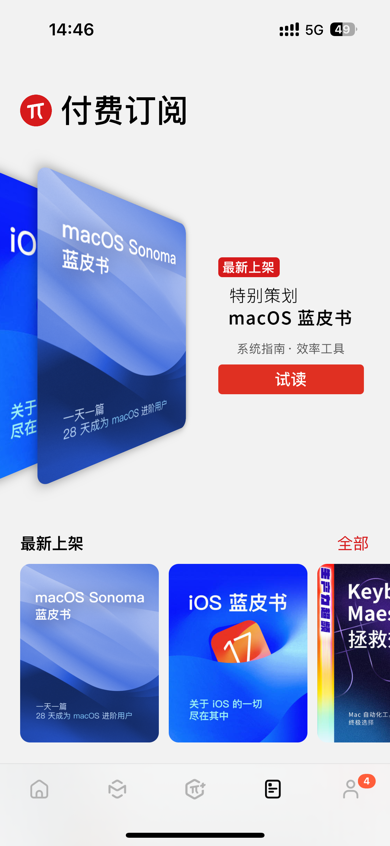 14:46
5G
49
π
付费订阅
iO
关于
尽在
macOS Sonoma
蓝皮书
一天一篇
28 天成为 macOS 进阶用户
最新上架
特别策划
macOS 蓝皮书
系统指南 · 效率工具
试读
最新上架
全部
macOS Sonoma
蓝皮书
一天一篇
28 天成为 macOS 进阶用户
iOS 蓝皮书
17
关于 iOS 的一切
尽在其中
Keyb
Maes
拯救
Mac 自动化工
终极选择
π+
4